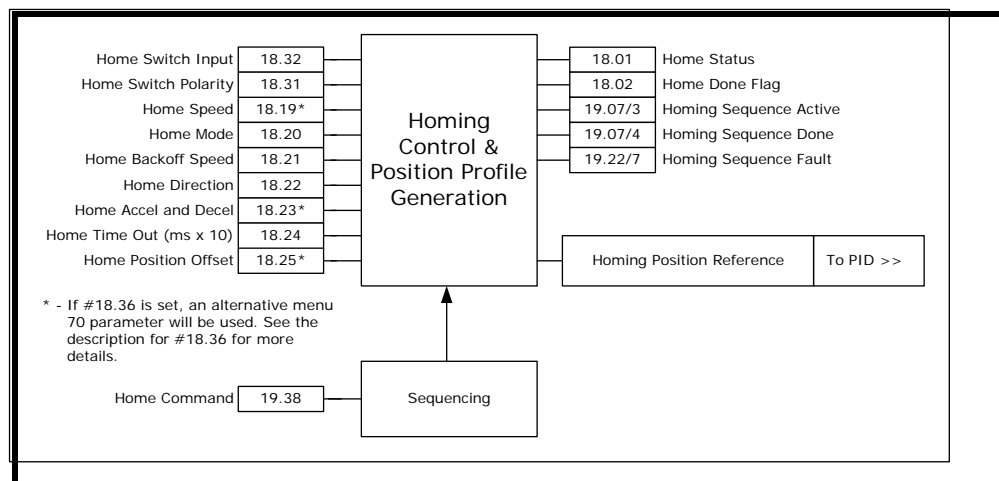 Home Switch Input 18.32
Home Switch Polarity 18.31
Home Speed 18.19*
Home Mode 18.20
Home Backoff Speed 18.21
Home Direction 18.22
Home Accel and Decel 18.23*
Home Time Out (ms x 10) 18.24
Home Position Offset 18.25*
Homing
Control &
Position Profile
Generation
18.01 Home Status
18.02 Home Done Flag
19.07/3 Homing Sequence Active
19.07/4 Homing Sequence Done
19.22/7 Homing Sequence Fault
Homing Position Reference To PID >>
* - If #18.36 is set, an alternative menu
70 parameter will be used. See the
description for #18.36 for more
details.
Home Command 19.38
Sequencing